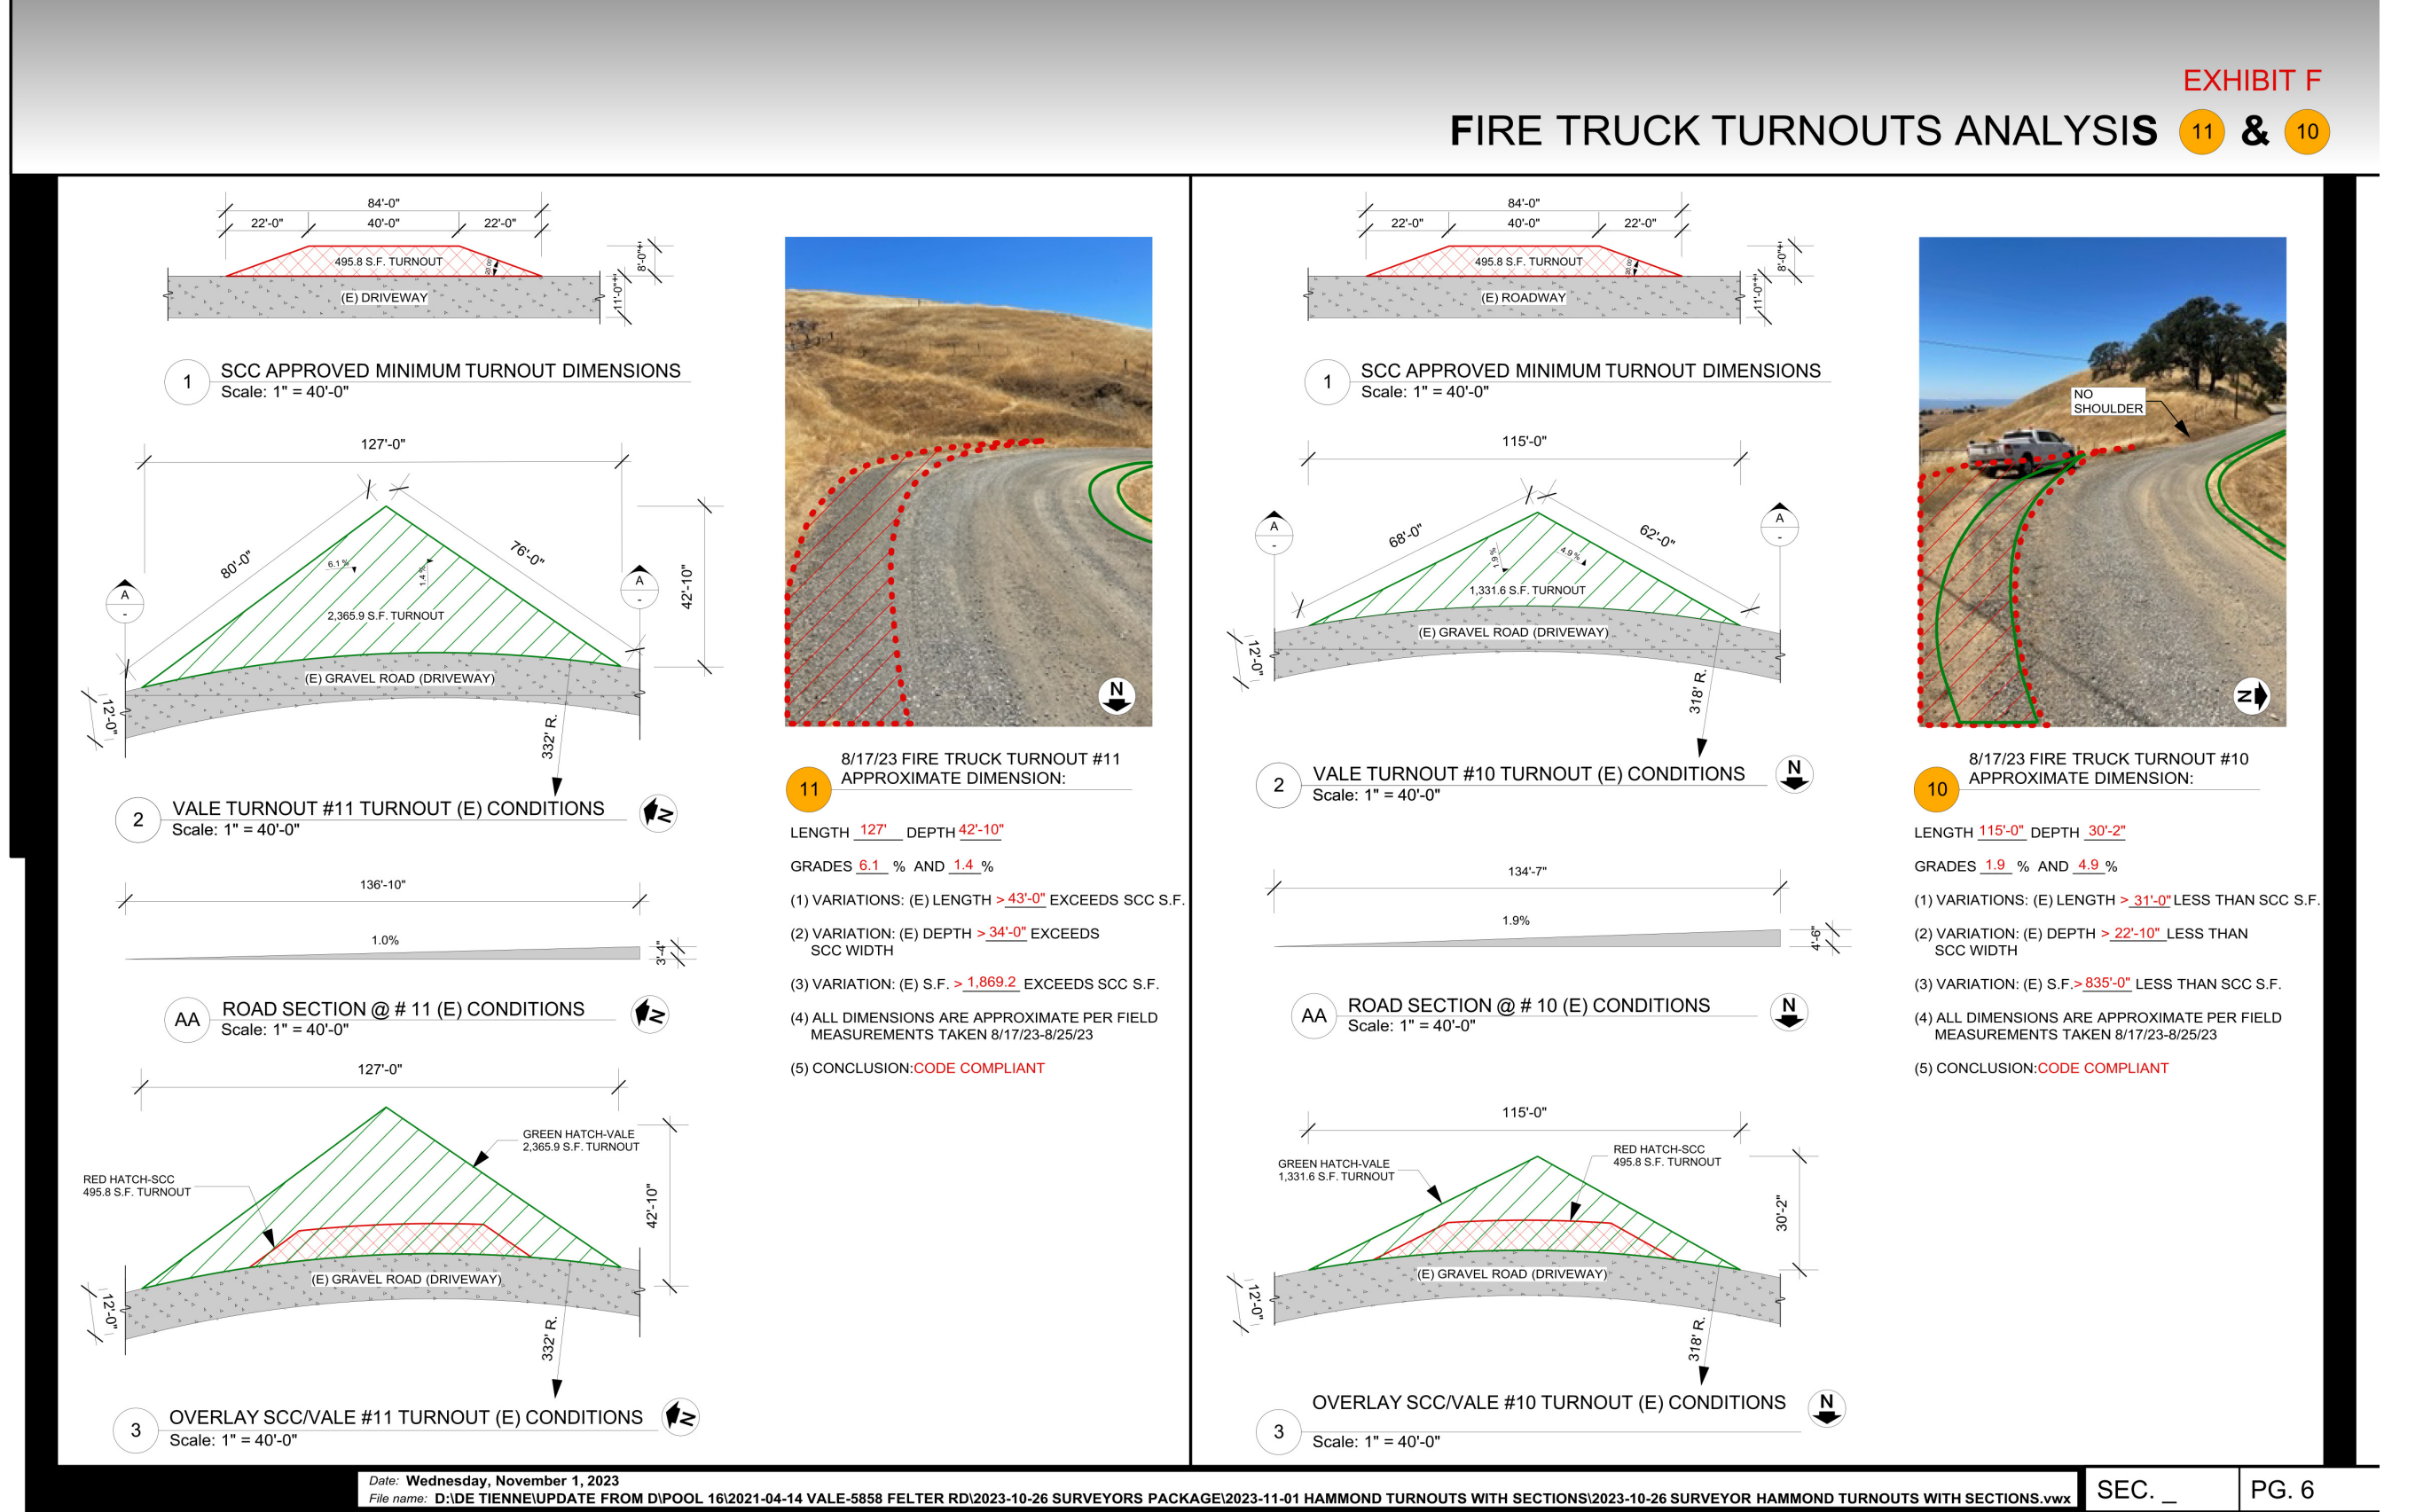 EXHIBIT F
FIRE TRUCK TURNOUTS ANALYSIS 11 & 10
84'-0"
22'-0" 40'-0" 22'-0"
495.8 S.F. TURNOUT
8'-0"
(E) DRIVEWAY
11'-0"
1 SCC APPROVED MINIMUM TURNOUT DIMENSIONS
Scale: 1" = 40'-0"
127'-0"
80'-0"
76'-0"
6.1 %
1.4 %
42'-10"
A
-
A
-
2,365.9 S.F. TURNOUT
(E) GRAVEL ROAD (DRIVEWAY)
12'-0"
332' R.
2 VALE TURNOUT #11 TURNOUT (E) CONDITIONS
N
Scale: 1" = 40'-0"
136'-10"
1.0%
3'-4"
AA ROAD SECTION @ # 11 (E) CONDITIONS
N
Scale: 1" = 40'-0"
127'-0"
GREEN HATCH-VALE
2,365.9 S.F. TURNOUT
RED HATCH-SCC
495.8 S.F. TURNOUT
42'-10"
(E) GRAVEL ROAD (DRIVEWAY)
12'-0"
332' R.
3 OVERLAY SCC/VALE #11 TURNOUT (E) CONDITIONS
N
Scale: 1" = 40'-0"
N
11
8/17/23 FIRE TRUCK TURNOUT #11
APPROXIMATE DIMENSION:
LENGTH 127' DEPTH 42'-10"
GRADES 6.1 % AND 1.4 %
(1) VARIATIONS: (E) LENGTH > 43'-0" EXCEEDS SCC S.F.
(2) VARIATION: (E) DEPTH > 34'-0" EXCEEDS
SCC WIDTH
(3) VARIATION: (E) S.F. > 1,869.2 EXCEEDS SCC S.F.
(4) ALL DIMENSIONS ARE APPROXIMATE PER FIELD
MEASUREMENTS TAKEN 8/17/23-8/25/23
(5) CONCLUSION:CODE COMPLIANT
84'-0"
22'-0" 40'-0" 22'-0"
495.8 S.F. TURNOUT
8'-0"
(E) ROADWAY
11'-0"
1 SCC APPROVED MINIMUM TURNOUT DIMENSIONS
Scale: 1" = 40'-0"
115'-0"
68'-0"
62'-0"
1.9 %
4.9 %
A
-
A
-
1,331.6 S.F. TURNOUT
(E) GRAVEL ROAD (DRIVEWAY)
12'-0"
318' R.
2 VALE TURNOUT #10 TURNOUT (E) CONDITIONS
N
Scale: 1" = 40'-0"
134'-7"
1.9%
4'-6"
AA ROAD SECTION @ # 10 (E) CONDITIONS
N
Scale: 1" = 40'-0"
115'-0"
RED HATCH-SCC
495.8 S.F. TURNOUT
GREEN HATCH-VALE
1,331.6 S.F. TURNOUT
30'-2"
(E) GRAVEL ROAD (DRIVEWAY)
12'-0"
318' R.
3 OVERLAY SCC/VALE #10 TURNOUT (E) CONDITIONS
N
Scale: 1" = 40'-0"
NO
SHOULDER
N
10
8/17/23 FIRE TRUCK TURNOUT #10
APPROXIMATE DIMENSION:
LENGTH 115'-0" DEPTH 30'-2"
GRADES 1.9 % AND 4.9 %
(1) VARIATIONS: (E) LENGTH > 31'-0" LESS THAN SCC S.F.
(2) VARIATION: (E) DEPTH > 22'-10" LESS THAN
SCC WIDTH
(3) VARIATION: (E) S.F.> 835'-0" LESS THAN SCC S.F.
(4) ALL DIMENSIONS ARE APPROXIMATE PER FIELD
MEASUREMENTS TAKEN 8/17/23-8/25/23
(5) CONCLUSION:CODE COMPLIANT
Date: Wednesday, November 1, 2023
File name: D:\DE TIENNE\UPDATE FROM D\POOL 16\2021-04-14 VALE-5858 FELTER RD\2023-10-26 SURVEYORS PACKAGE\2023-11-01 HAMMOND TURNOUTS WITH SECTIONS\2023-10-26 SURVEYOR HAMMOND TURNOUTS WITH SECTIONS.vwx
SEC. _
PG. 6